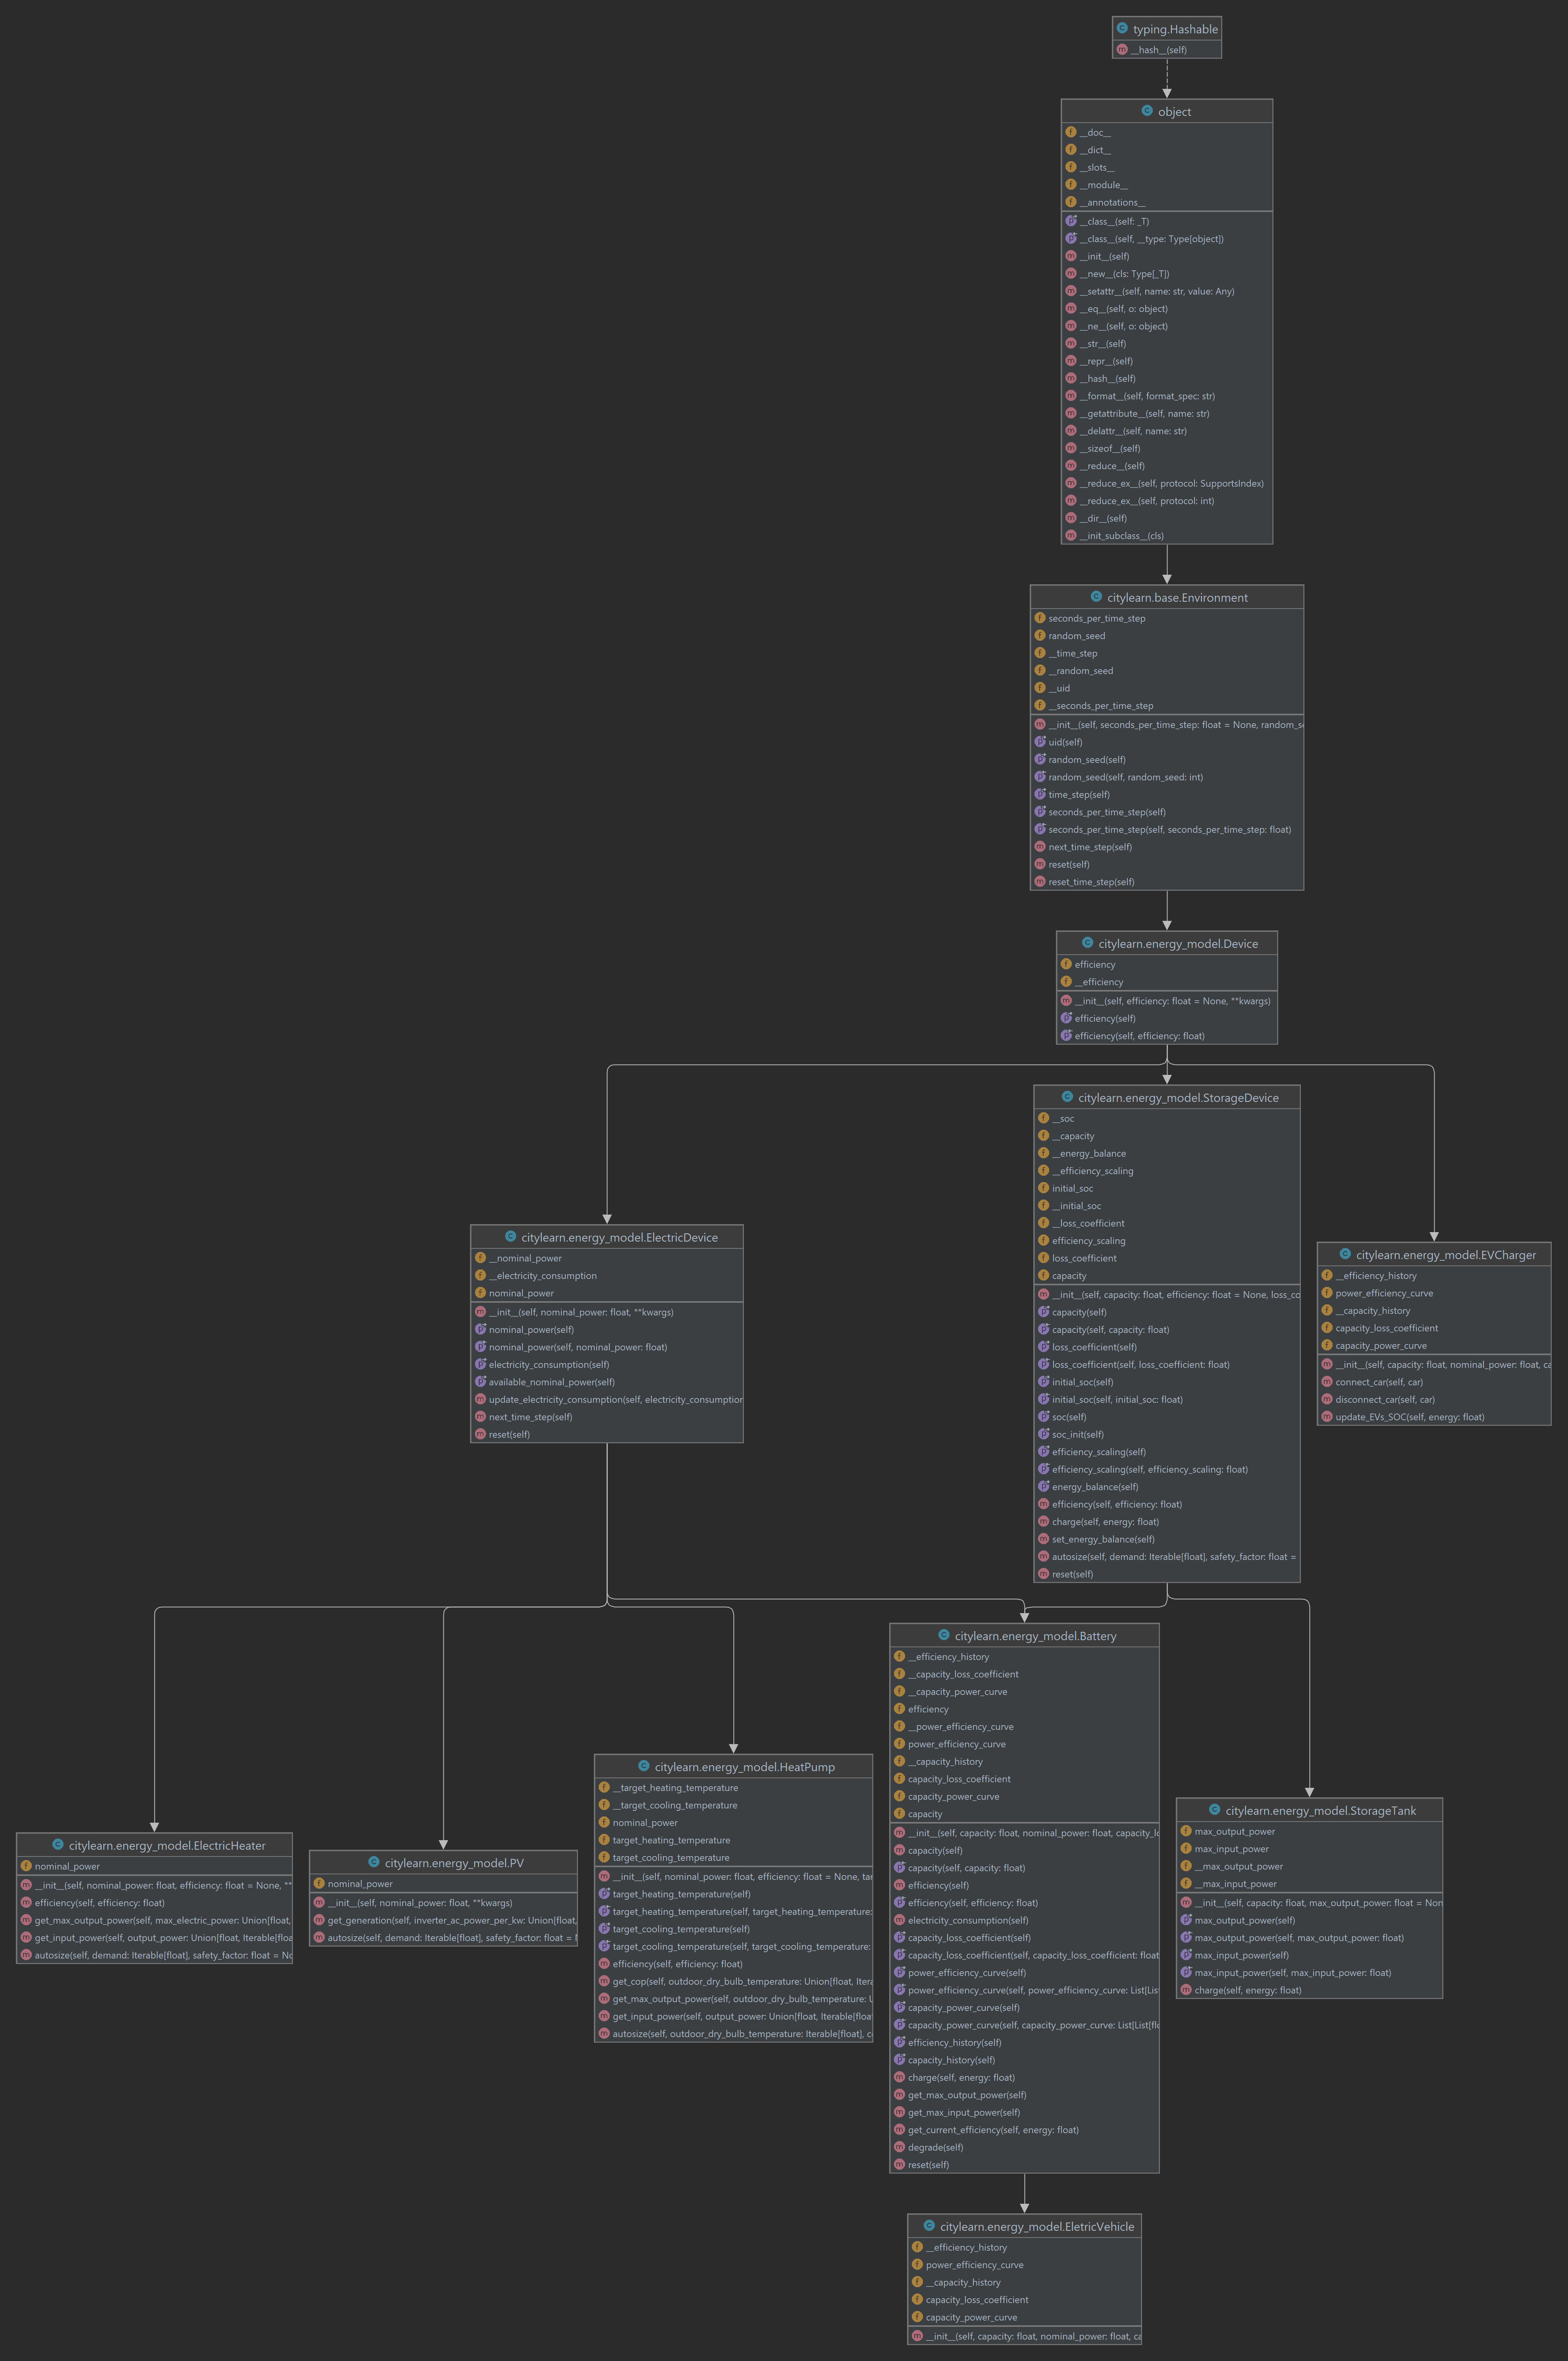 typing.Hashable
__hash__(self)
object
__doc__
__dict__
__slots__
__module__
__annotations__
__class__(self: _T)
__class__(self, __type: Type[object])
__init__(self)
__new__(cls: Type[_T])
__setattr__(self, name: str, value: Any)
__eq__(self, o: object)
__ne__(self, o: object)
__str__(self)
__repr__(self)
__hash__(self)
__format__(self, format_spec: str)
__getattribute__(self, name: str)
__delattr__(self, name: str)
__sizeof__(self)
__reduce__(self)
__reduce_ex__(self, protocol: SupportsIndex)
__reduce_ex__(self, protocol: int)
__dir__(self)
__init_subclass__(cls)
citylearn.base.Environment
seconds_per_time_step
random_seed
__time_step
__random_seed
__uid
__seconds_per_time_step
__init__(self, seconds_per_time_step: float = None, random_se
uid(self)
random_seed(self)
random_seed(self, random_seed: int)
time_step(self)
seconds_per_time_step(self)
seconds_per_time_step(self, seconds_per_time_step: float)
next_time_step(self)
reset(self)
reset_time_step(self)
citylearn.energy_model.Device
efficiency
__efficiency
__init__(self, efficiency: float = None, **kwargs)
efficiency(self)
efficiency(self, efficiency: float)
citylearn.energy_model.ElectricDevice
__nominal_power
__electricity_consumption
nominal_power
__init__(self, nominal_power: float, **kwargs)
nominal_power(self)
nominal_power(self, nominal_power: float)
electricity_consumption(self)
available_nominal_power(self)
update_electricity_consumption(self, electricity_consumption
next_time_step(self)
reset(self)
citylearn.energy_model.StorageDevice
__soc
__capacity
__energy_balance
__efficiency_scaling
initial_soc
__initial_soc
__loss_coefficient
efficiency_scaling
loss_coefficient
capacity
__init__(self, capacity: float, efficiency: float = None, loss_co
capacity(self)
capacity(self, capacity: float)
loss_coefficient(self)
loss_coefficient(self, loss_coefficient: float)
initial_soc(self)
initial_soc(self, initial_soc: float)
soc(self)
soc_init(self)
efficiency_scaling(self)
efficiency_scaling(self, efficiency_scaling: float)
energy_balance(self)
efficiency(self, efficiency: float)
charge(self, energy: float)
set_energy_balance(self)
autosize(self, demand: Iterable[float], safety_factor: float =
reset(self)
citylearn.energy_model.EVCharger
__efficiency_history
power_efficiency_curve
__capacity_history
capacity_loss_coefficient
capacity_power_curve
__init__(self, capacity: float, nominal_power: float, ca
connect_car(self, car)
disconnect_car(self, car)
update_EVs_SOC(self, energy: float)
citylearn.energy_model.ElectricHeater
nominal_power
__init__(self, nominal_power: float, efficiency: float = None, **
efficiency(self, efficiency: float)
get_max_output_power(self, max_electric_power: Union[float,
get_input_power(self, output_power: Union[float, Iterable[floa
autosize(self, demand: Iterable[float], safety_factor: float = No
citylearn.energy_model.PV
nominal_power
__init__(self, nominal_power: float, **kwargs)
get_generation(self, inverter_ac_power_per_kw: Union[float,
autosize(self, demand: Iterable[float], safety_factor: float = N
citylearn.energy_model.HeatPump
__target_heating_temperature
__target_cooling_temperature
nominal_power
target_heating_temperature
target_cooling_temperature
__init__(self, nominal_power: float, efficiency: float = None, tar
target_heating_temperature(self)
target_heating_temperature(self, target_heating_temperature:
target_cooling_temperature(self)
target_cooling_temperature(self, target_cooling_temperature:
efficiency(self, efficiency: float)
get_cop(self, outdoor_dry_bulb_temperature: Union[float, Itera
get_max_output_power(self, outdoor_dry_bulb_temperature: U
get_input_power(self, output_power: Union[float, Iterable[float
autosize(self, outdoor_dry_bulb_temperature: Iterable[float], co
citylearn.energy_model.Battery
__efficiency_history
__capacity_loss_coefficient
__capacity_power_curve
efficiency
__power_efficiency_curve
power_efficiency_curve
__capacity_history
capacity_loss_coefficient
capacity_power_curve
capacity
__init__(self, capacity: float, nominal_power: float, capacity_lo
capacity(self)
capacity(self, capacity: float)
efficiency(self)
efficiency(self, efficiency: float)
electricity_consumption(self)
capacity_loss_coefficient(self)
capacity_loss_coefficient(self, capacity_loss_coefficient: float
power_efficiency_curve(self)
power_efficiency_curve(self, power_efficiency_curve: List[List
capacity_power_curve(self)
capacity_power_curve(self, capacity_power_curve: List[List[flo
efficiency_history(self)
capacity_history(self)
charge(self, energy: float)
get_max_output_power(self)
get_max_input_power(self)
get_current_efficiency(self, energy: float)
degrade(self)
reset(self)
citylearn.energy_model.StorageTank
max_output_power
max_input_power
__max_output_power
__max_input_power
__init__(self, capacity: float, max_output_power: float = Non
max_output_power(self)
max_output_power(self, max_output_power: float)
max_input_power(self)
max_input_power(self, max_input_power: float)
charge(self, energy: float)
citylearn.energy_model.EletricVehicle
__efficiency_history
power_efficiency_curve
__capacity_history
capacity_loss_coefficient
capacity_power_curve
__init__(self, capacity: float, nominal_power: float, ca